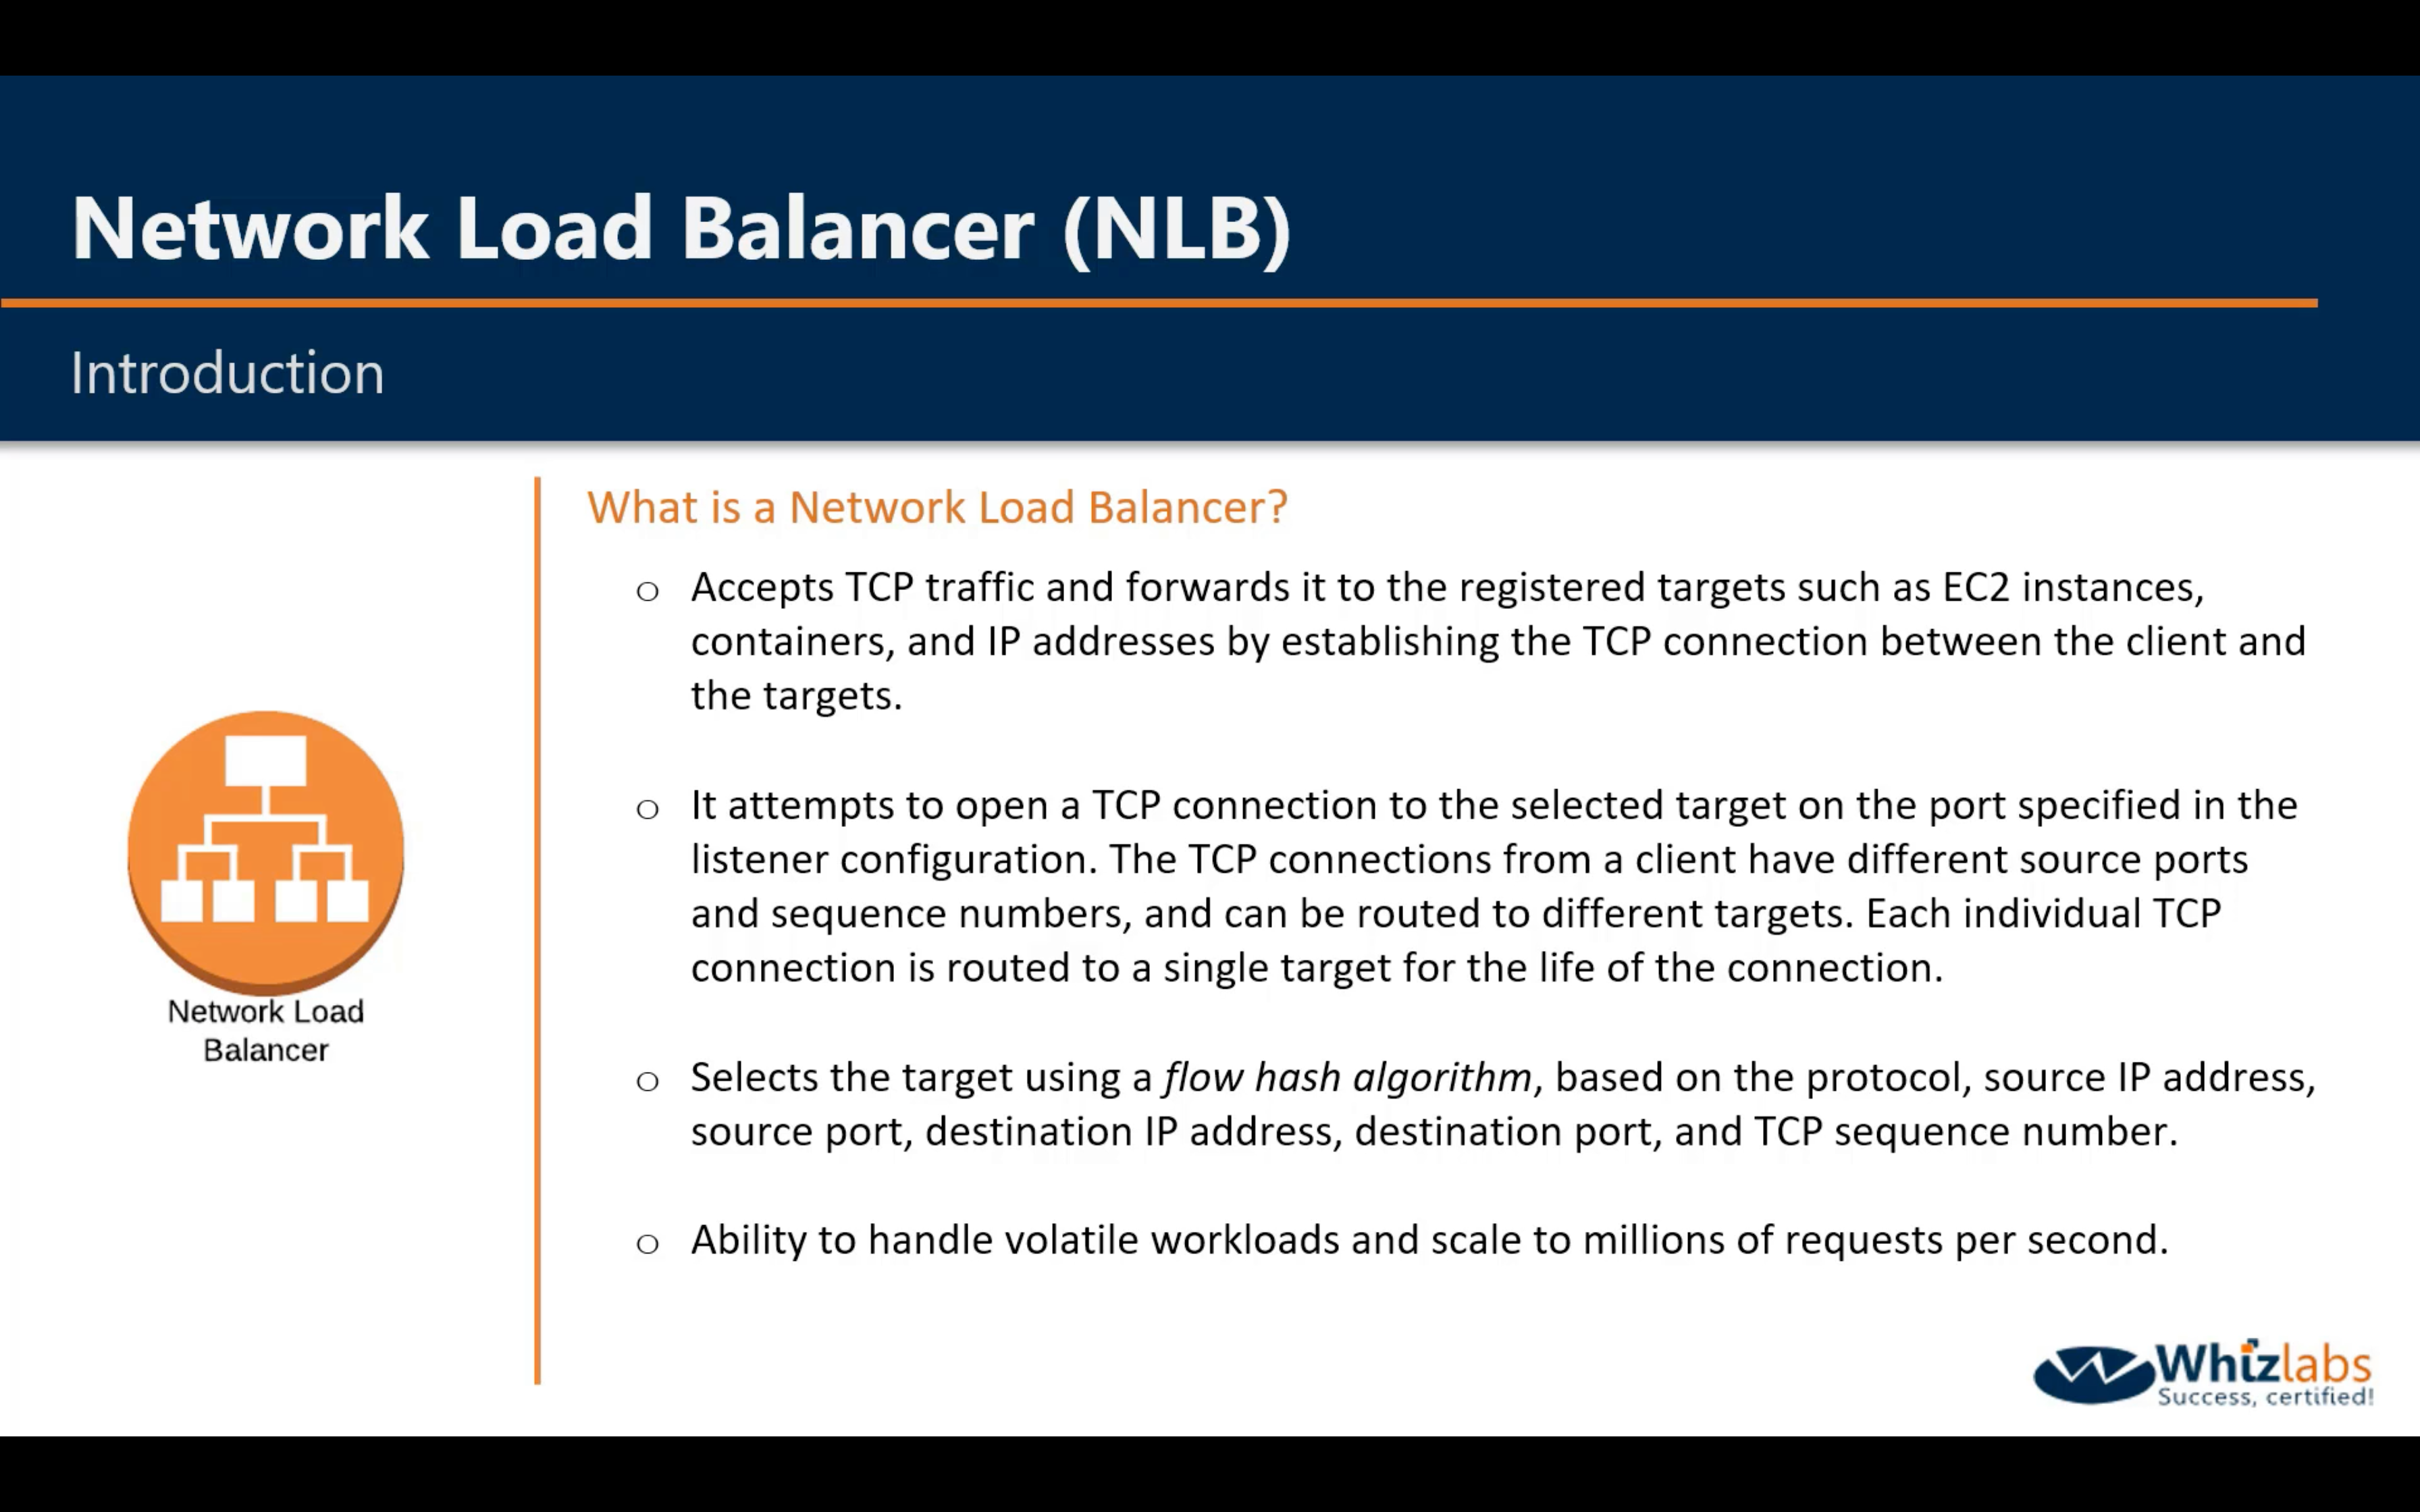 Network Load Balancer (NLB)
Introduction
What is a Network Load Balancer?
o Accepts TCP traffic and forwards it to the registered targets such as EC2 instances,
containers, and IP addresses by establishing the TCP connection between the client and
the targets.
o It attempts to open a TCP connection to the selected target on the port specified in the
listener configuration. The TCP connections from a client have different source ports
and sequence numbers, and can be routed to different targets. Each individual TCP
connection is routed to a single target for the life of the connection.
o Selects the target using a flow hash algorithm, based on the protocol, source IP address,
source port, destination IP address, destination port, and TCP sequence number.
o Ability to handle volatile workloads and scale to millions of requests per second.
Network Load
Balancer
Whizlabs
Success, certified!